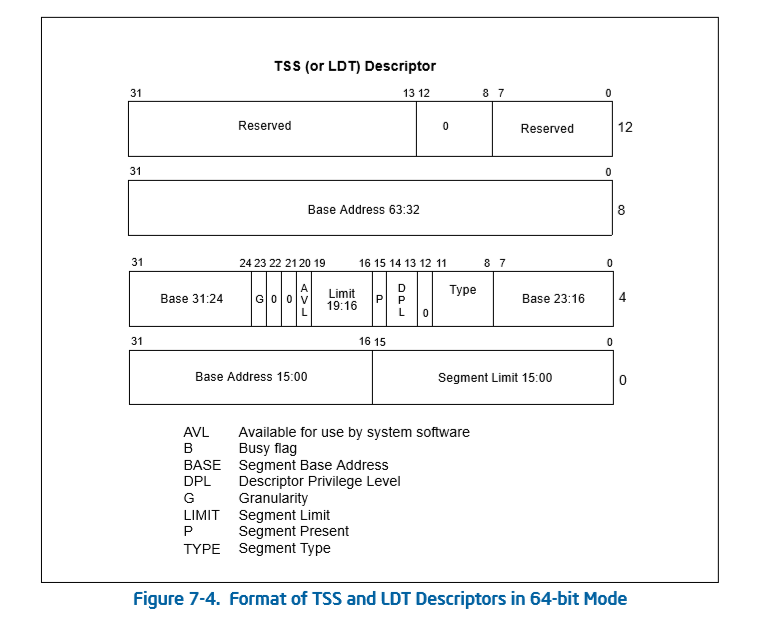 TSS (or LDT) Descriptor
31 13 12 8 7 0
Reserved 0 Reserved 12
31 0
Base Address 63:32 8
31 24 23 22 21 20 19 16 15 14 13 12 11 8 7 0
Base 31:24 G 0 0 AVL Limit 19:16 P DPL 0 Type Base 23:16 4
31 16 15 0
Base Address 15:00 Segment Limit 15:00 0
AVL Available for use by system software
B Busy flag
BASE Segment Base Address
DPL Descriptor Privilege Level
G Granularity
LIMIT Segment Limit
P Segment Present
TYPE Segment Type
Figure 7-4. Format of TSS and LDT Descriptors in 64-bit Mode